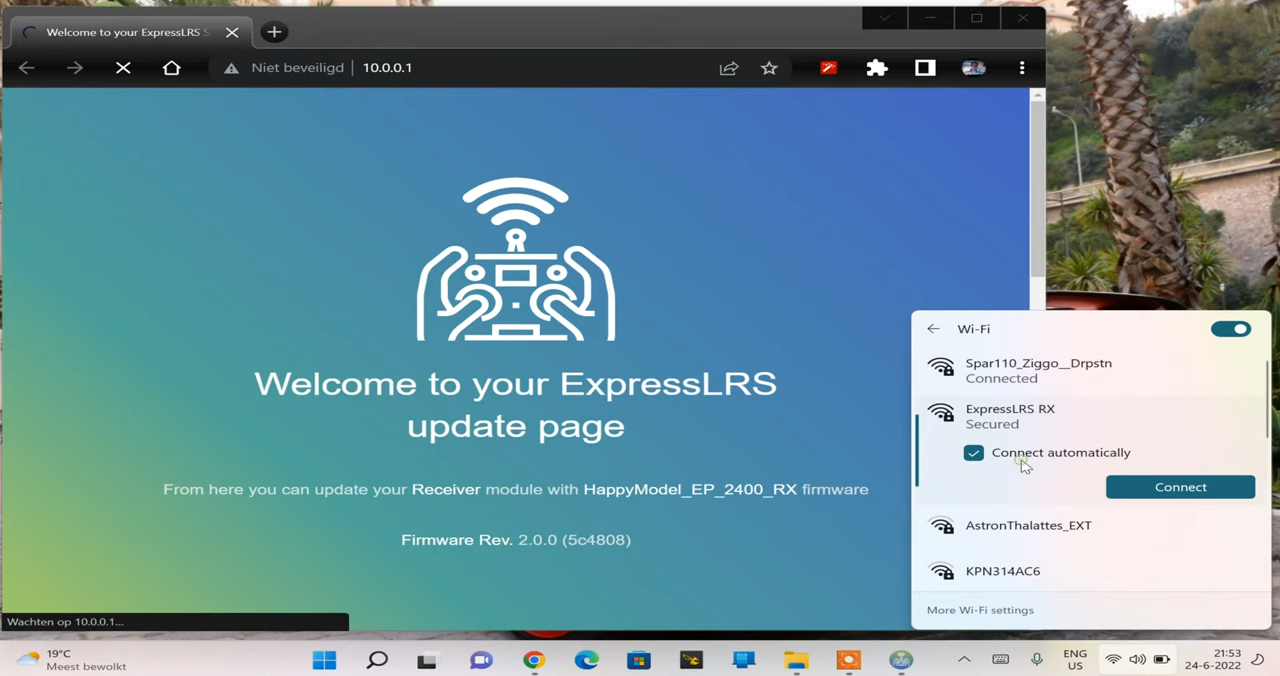 Welcome to your ExpressLRS S
Niet beveiligd
10.0.0.1
Welcome to your ExpressLRS
update page
From here you can update your Receiver module with HappyModel_EP_2400_RX firmware
Firmware Rev. 2.0.0 (5c4808)
Wachten op 10.0.0.1...
Wi-Fi
Spar110_Ziggo__Drpstn
Connected
ExpressLRS RX
Secured
Connect automatically
Connect
AstronThalattes_EXT
KPN314AC6
More Wi-Fi settings
19°C
Meest bewolkt
ENG
US
21:53
24-6-2022